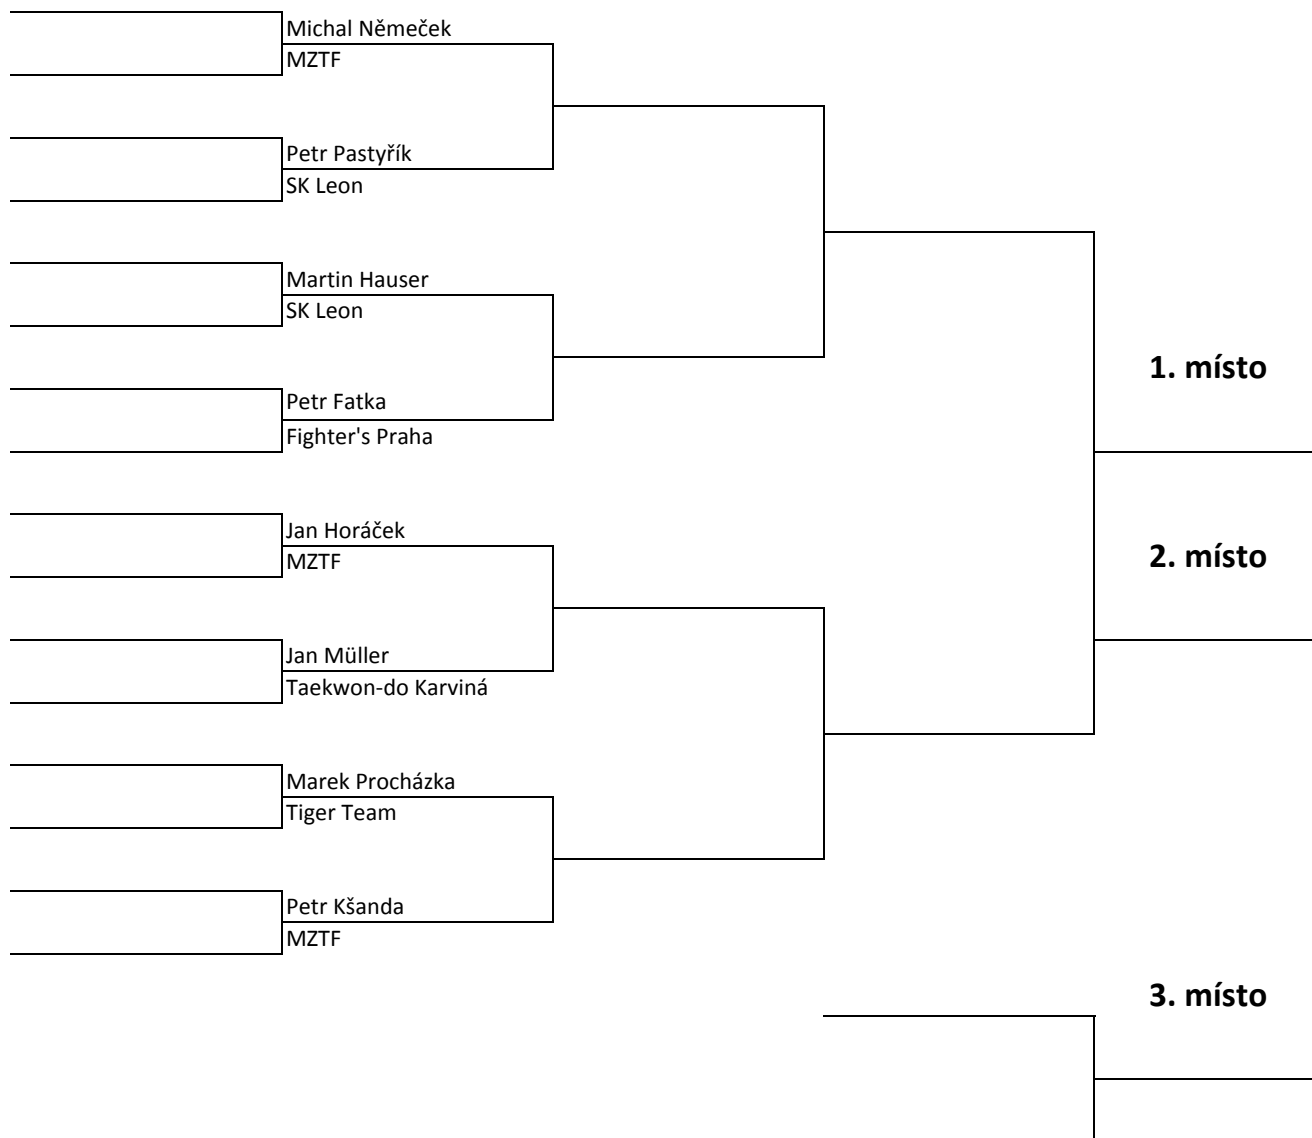 Michal Němeček
MZTF
Petr Pastyřík
SK Leon
Martin Hauser
SK Leon
1. místo
Petr Fatka
Fighter's Praha
Jan Horáček
MZTF
2. místo
Jan Müller
Taekwon-do Karviná
Marek Procházka
Tiger Team
Petr Kšanda
MZTF
3. místo